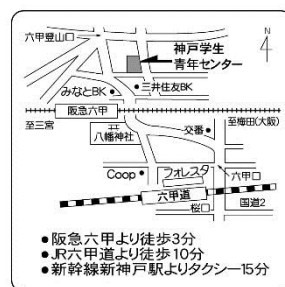 六甲登山口
神戸学生
青年センター
N
みなとBK
三井住友BK
阪急六甲
至三宮
八幡神社
交番
至梅田(大阪)
Coop
フォレスタ
六甲口
六甲道
桜口
国道2
●阪急六甲より徒歩3分
●JR六甲道より徒歩10分
●新幹線新神戸駅よりタクシー15分